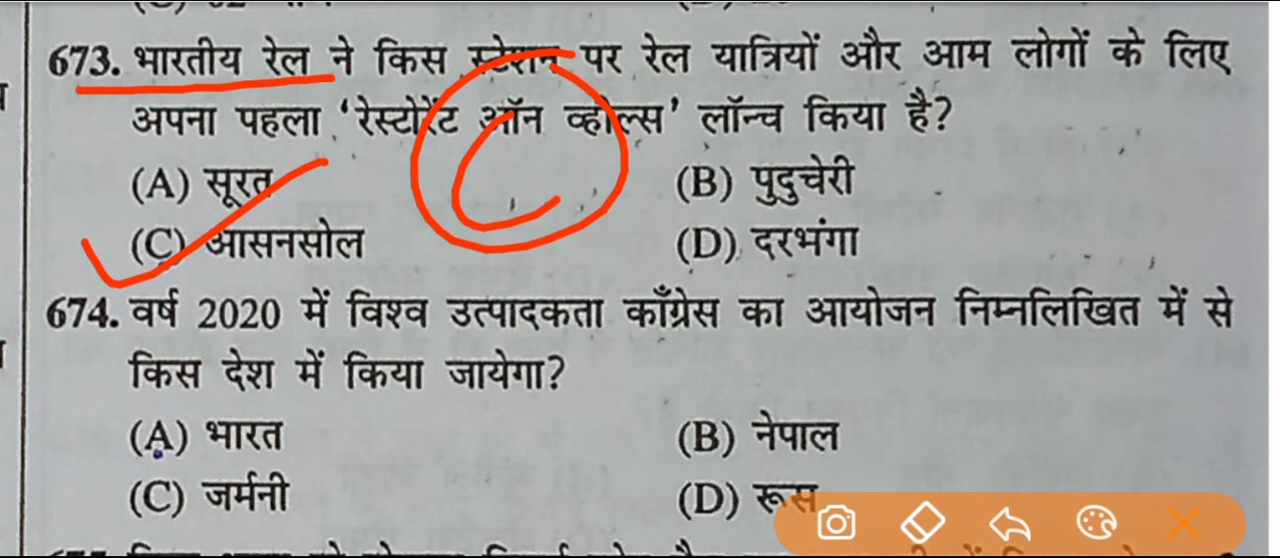 673. भारतीय रेल ने किस स्टेशन पर रेल यात्रियों और आम लोगों के लिए
अपना पहला 'रेस्टोरेंट ऑन व्हील्स' लॉन्च किया है?
(A) सूरत (B) पुदुचेरी
(C) आसनसोल (D) दरभंगा
674. वर्ष 2020 में विश्व उत्पादकता काँग्रेस का आयोजन निम्नलिखित में से
किस देश में किया जायेगा?
(A) भारत (B) नेपाल
(C) जर्मनी (D) रूस